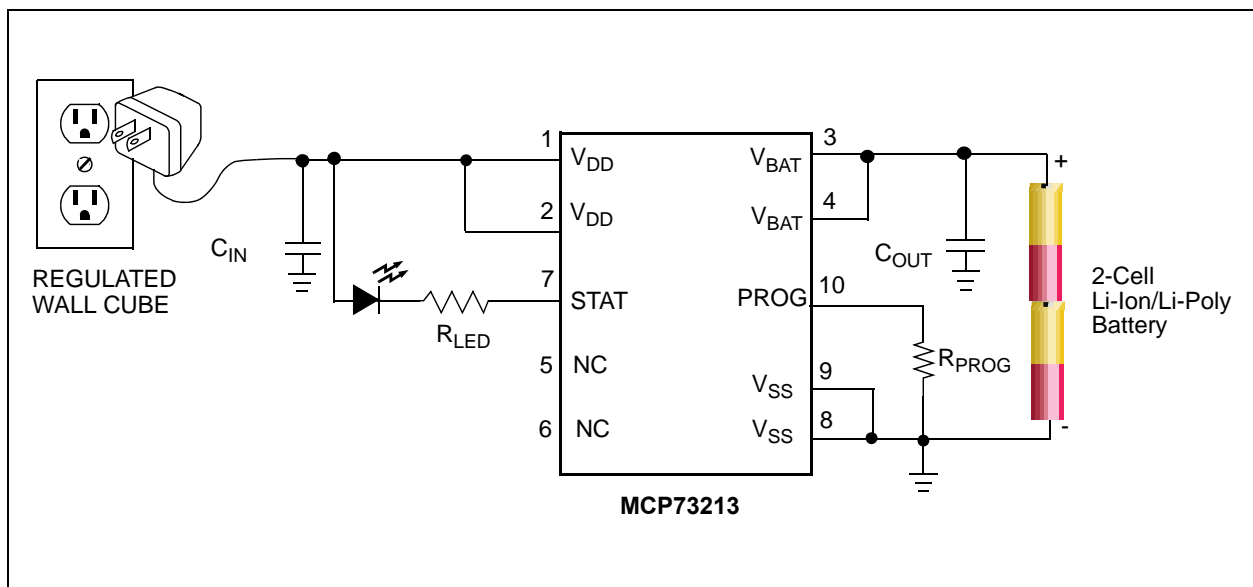 REGULATED
WALL CUBE
CIN
RLED
1
VDD
2
VDD
7
STAT
5
NC
6
NC
3
VBAT
4
VBAT
10
PROG
9
VSS
8
VSS
MCP73213
COUT
RPROG
+
-
2-Cell
Li-Ion/Li-Poly
Battery